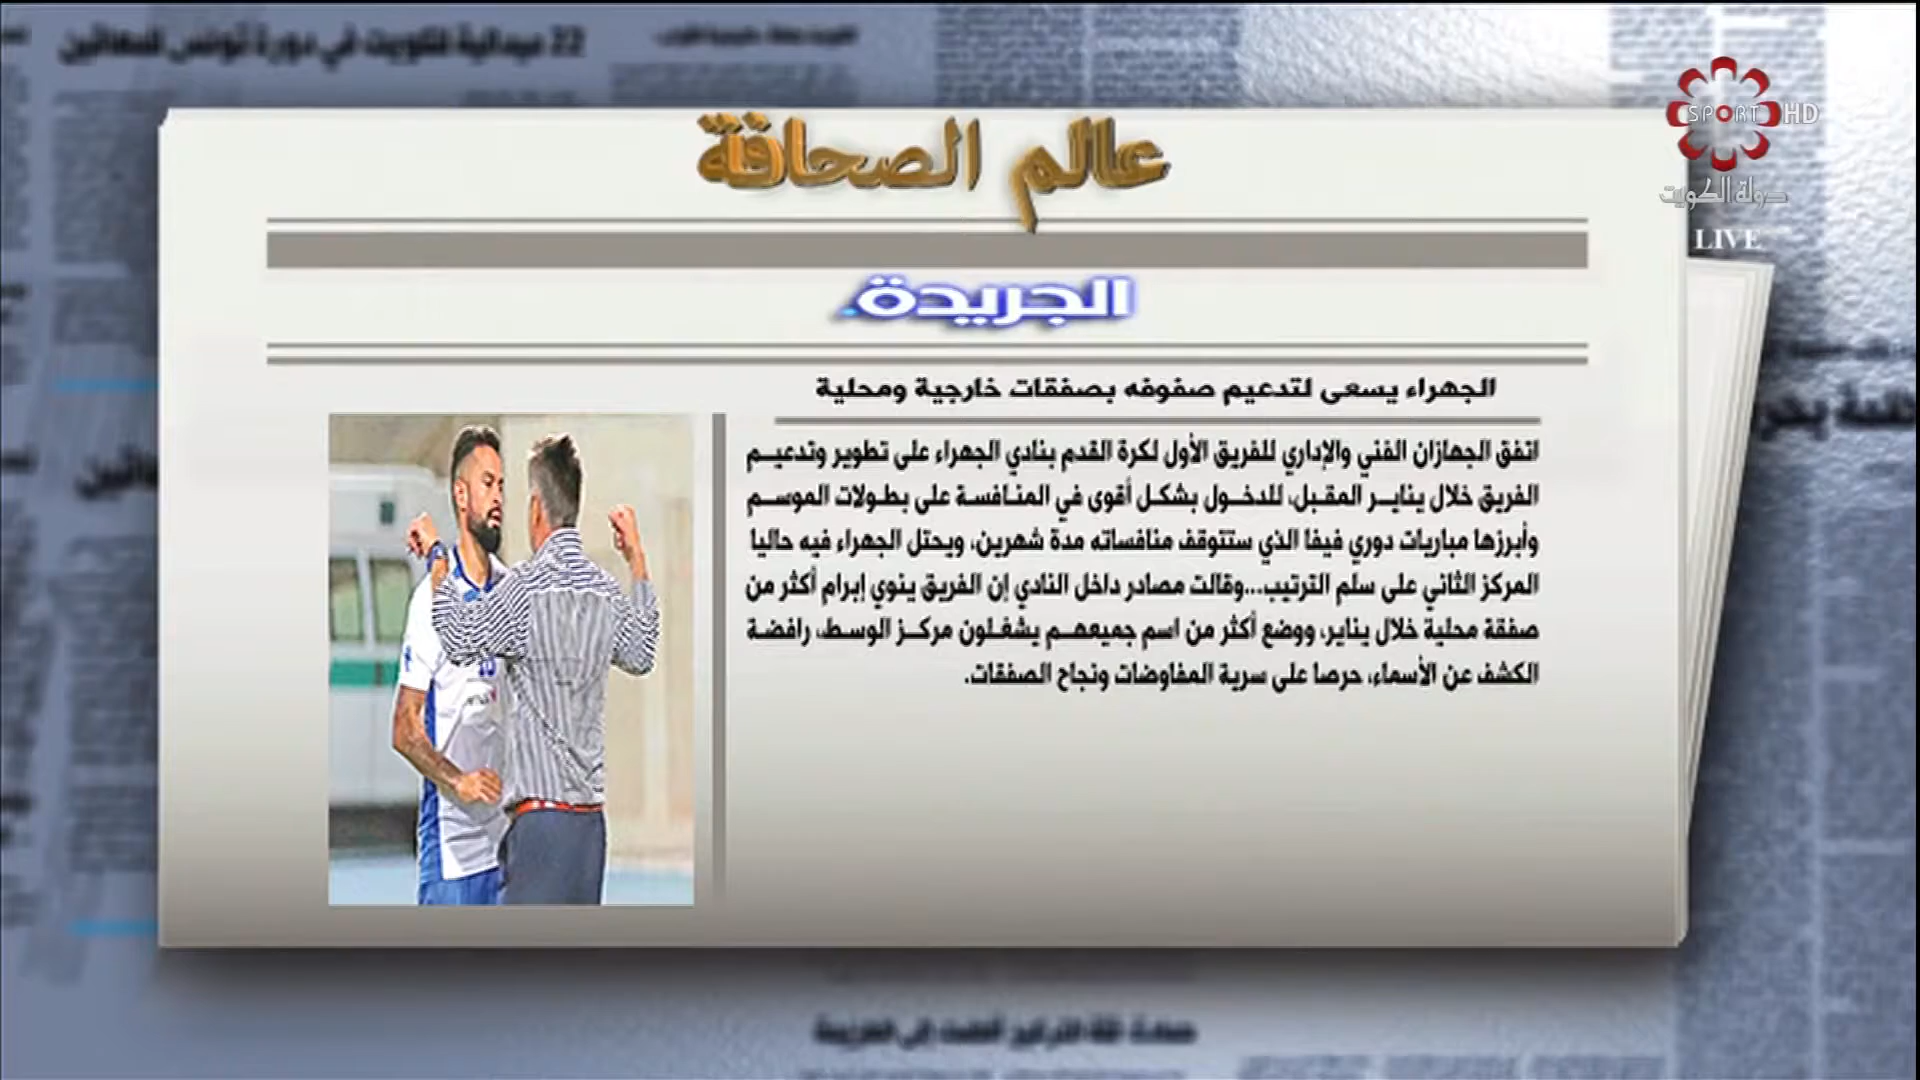 22 ميدالية للكويت في دورة تونس للمعاقين
SPORT HD
دولة الكويت
LIVE
عالم الصحافة
الجريدة.
الجهراء يسعى لتدعيم صفوفه بصفقات خارجية ومحلية
اتفق الجهازان الفني والإداري للفريق الأول لكرة القدم بنادي الجهراء على تطوير وتدعيم
الفريق خلال يناير المقبل، للدخول بشكل أقوى في المنافسة على بطولات الموسم
وأبرزها مباريات دوري فيفا الذي ستتوقف منافساته مدة شهرين، ويحتل الجهراء فيه حاليا
المركز الثاني على سلم الترتيب...وقالت مصادر داخل النادي إن الفريق ينوي إبرام أكثر من
صفقة محلية خلال يناير، ووضع أكثر من اسم جميعهم يشغلون مركز الوسط، رافضة
الكشف عن الأسماء، حرصا على سرية المفاوضات ونجاح الصفقات.